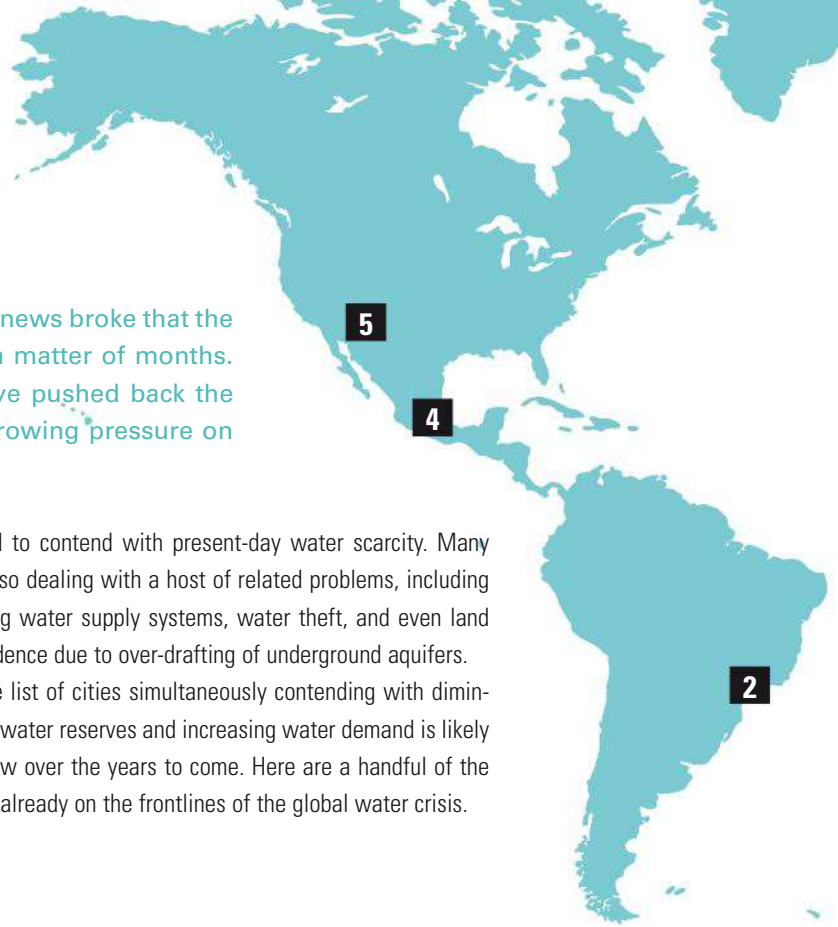 news broke that the
matter of months.
ve pushed back the
rowing pressure on
to contend with present-day water scarcity. Many
so dealing with a host of related problems, including
water supply systems, water theft, and even land
dence due to over-drafting of underground aquifers.
list of cities simultaneously contending with dimin-
water reserves and increasing water demand is likely
w over the years to come. Here are a handful of the
already on the frontlines of the global water crisis.
5
4
2